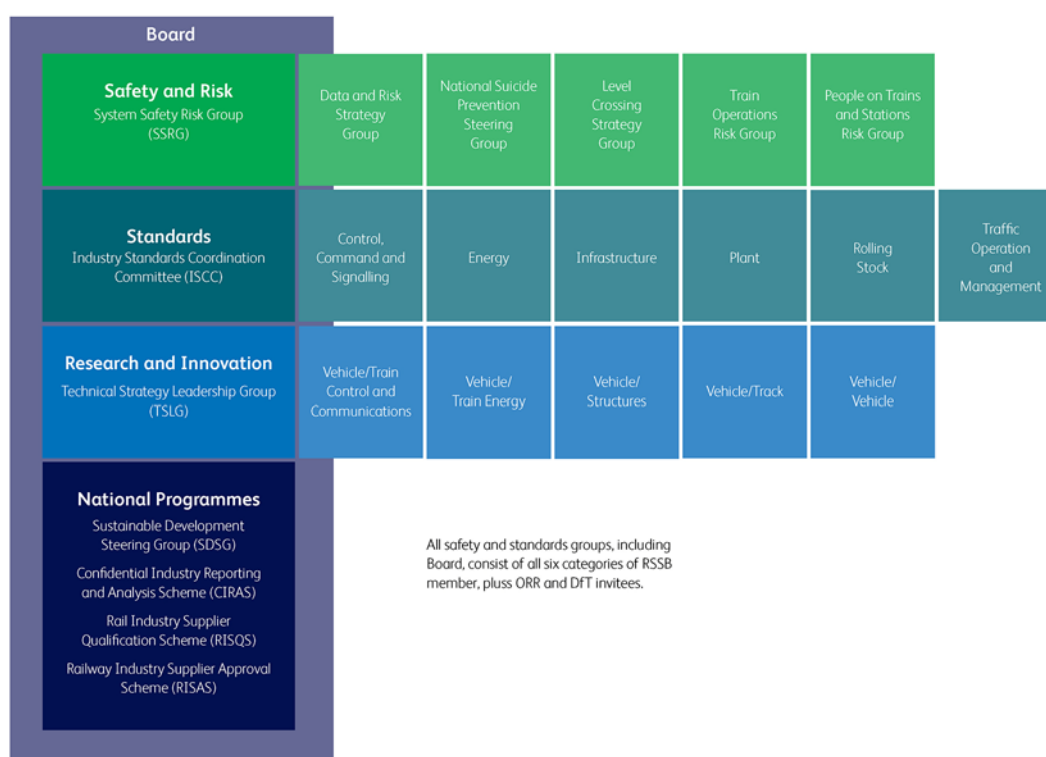 Board
Safety and Risk
System Safety Risk Group
(SSRG)
Data and Risk
Strategy
Group
National Suicide
Prevention
Steering
Group
Level
Crossing
Strategy
Group
Train
Operations
Risk Group
People on Trains
and Stations
Risk Group
Standards
Industry Standards Coordination
Committee (ISCC)
Control,
Command and
Signalling
Energy
Infrastructure
Plant
Rolling
Stock
Traffic
Operation
and
Management
Research and Innovation
Technical Strategy Leadership Group
(TSLG)
Vehicle/Train
Control and
Communications
Vehicle/
Train Energy
Vehicle/
Structures
Vehicle/Track
Vehicle/
Vehicle
National Programmes
Sustainable Development
Steering Group (SDSG)
Confidential Industry Reporting
and Analysis Scheme (CIRAS)
Rail Industry Supplier
Qualification Scheme (RISQS)
Railway Industry Supplier Approval
Scheme (RISAS)
All safety and standards groups, including
Board, consist of all six categories of RSSB
member, pluss ORR and DfT invitees.